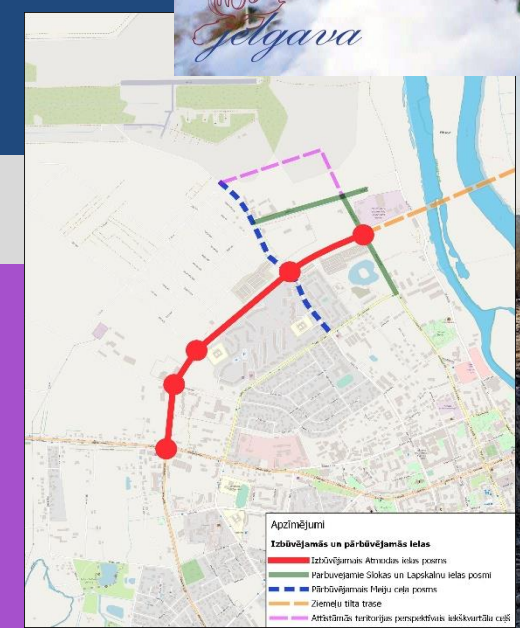 Jelgava
Apzīmējumi
Izbūvējamās un pārbūvējamās ielas
Izbūvējamais Atmodas ielas posms
Pārbūvējamie Slokas un Lapskalnu ielas posmi
Pārbūvējamais Meiju ceļa posms
Ziemeļu tilta trase
Attīstāmās teritorijas perspektīvais iekškvartāla ceļš